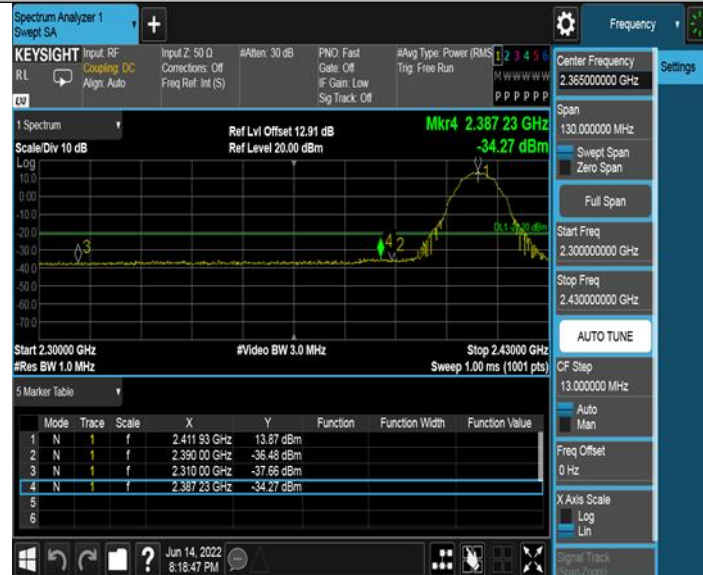 Spectrum Analyzer 1
Swept SA
+
Frequency
KEYSIGHT
RL
LXI
Input: RF
Coupling: DC
Align: Auto
Input Z: 50 Ω
Corrections: Off
Freq Ref: Int (S)
#Atten: 30 dB
PNO: Fast
Gate: Off
IF Gain: Low
Sig Track: Off
#Avg Type: Power (RMS
Trig: Free Run
1 2 3 4 5 6
M W W W W W
P P P P P P
Center Frequency
2.365000000 GHz
Settings
Span
130.000000 MHz
Swept Span
Zero Span
Full Span
Start Freq
2.300000000 GHz
Stop Freq
2.430000000 GHz
AUTO TUNE
CF Step
13.000000 MHz
Auto
Man
Freq Offset
0 Hz
X Axis Scale
Log
Lin
Signal Track
(Span Zoom)
1 Spectrum
Scale/Div 10 dB
Ref Lvl Offset 12.91 dB
Ref Level 20.00 dBm
Mkr4 2.387 23 GHz
-34.27 dBm
Log
10.0
0.00
-10.0
-20.0
-30.0
-40.0
-50.0
-60.0
-70.0
1
3
4
2
Start 2.30000 GHz
#Res BW 1.0 MHz
#Video BW 3.0 MHz
Stop 2.43000 GHz
Sweep 1.00 ms (1001 pts)
5 Marker Table
Mode Trace Scale X Y Function Function Width Function Value
1 N 1 f 2.411 93 GHz 13.87 dBm
2 N 1 f 2.390 00 GHz -36.48 dBm
3 N 1 f 2.310 00 GHz -37.66 dBm
4 N 1 f 2.387 23 GHz -34.27 dBm
5
6
?
Jun 14, 2022
8:18:47 PM